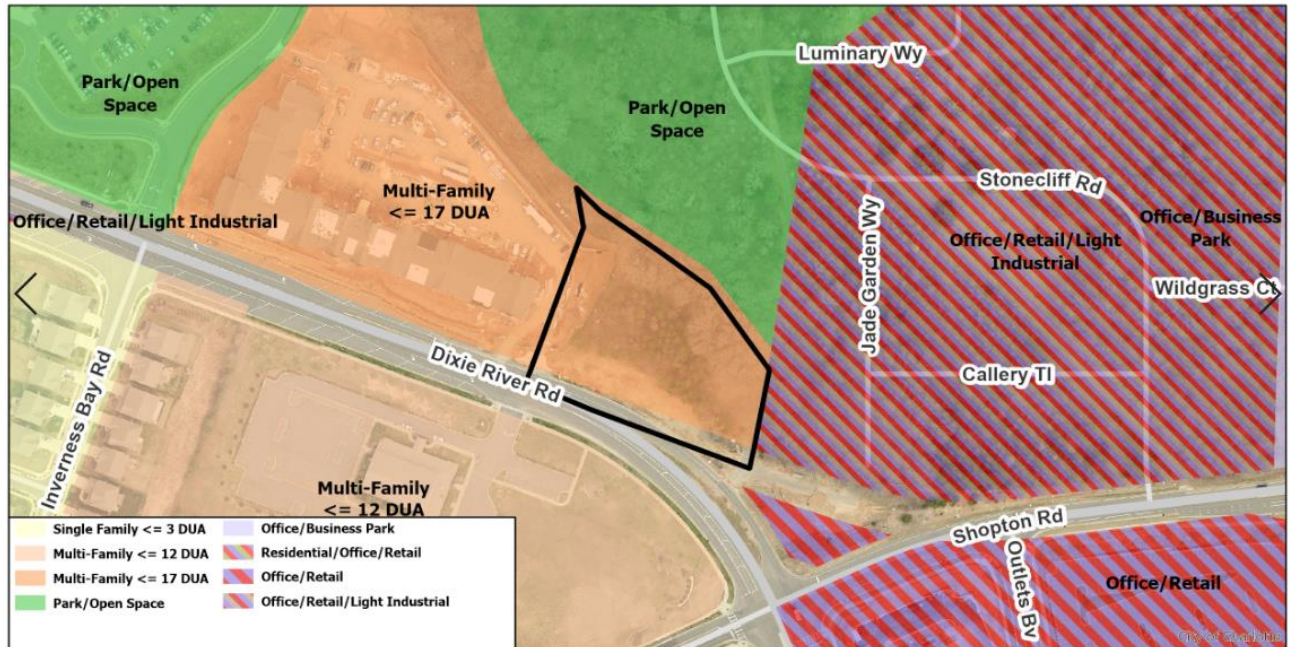 Luminary Wy
Park/Open
Space
Park/Open
Space
Stonecliff Rd
Multi-Family
<= 17 DUA
Office/Retail/Light Industrial
Jade Garden Wy
Office/Retail/Light
Industrial
Office/Business
Park
Wildgrass Ct
Inverness Bay Rd
Dixie River Rd
Callery Tl
Multi-Family
<= 12 DUA
Shopton Rd
Outlets Bv
Office/Retail
Single Family <= 3 DUA
Multi-Family <= 12 DUA
Multi-Family <= 17 DUA
Park/Open Space
Office/Business Park
Residential/Office/Retail
Office/Retail
Office/Retail/Light Industrial
City of Charlotte